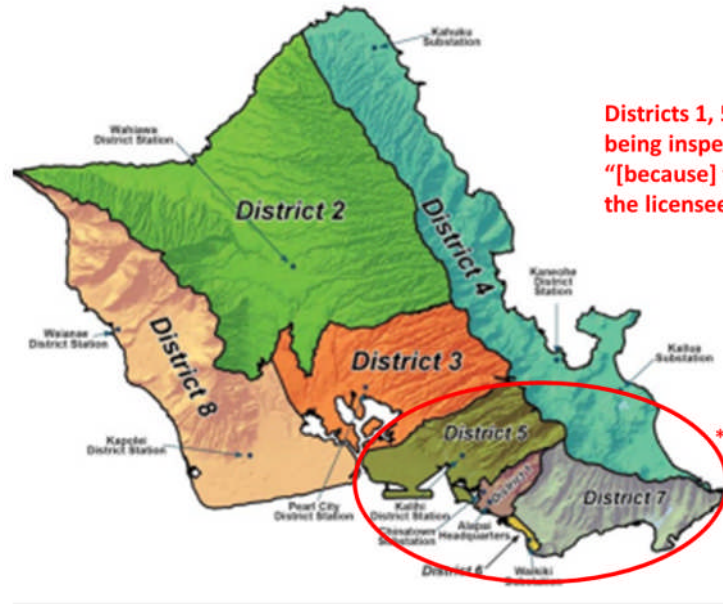 Kahuku
Substation
Wahiawa
District Station
Districts 1, 5
being inspe
"[because]
the licensee
District 2
District 4
Kaneohe
District
Station
Waianae
District Station
District 8
District 3
Kailua
Substation
Kapolei
District Station
District 5
*
Pearl City
District Station
Kalihi
District Station
District 7
Chinatown
Substation
Alapai
Headquarters
District 6
Waikiki
Substation